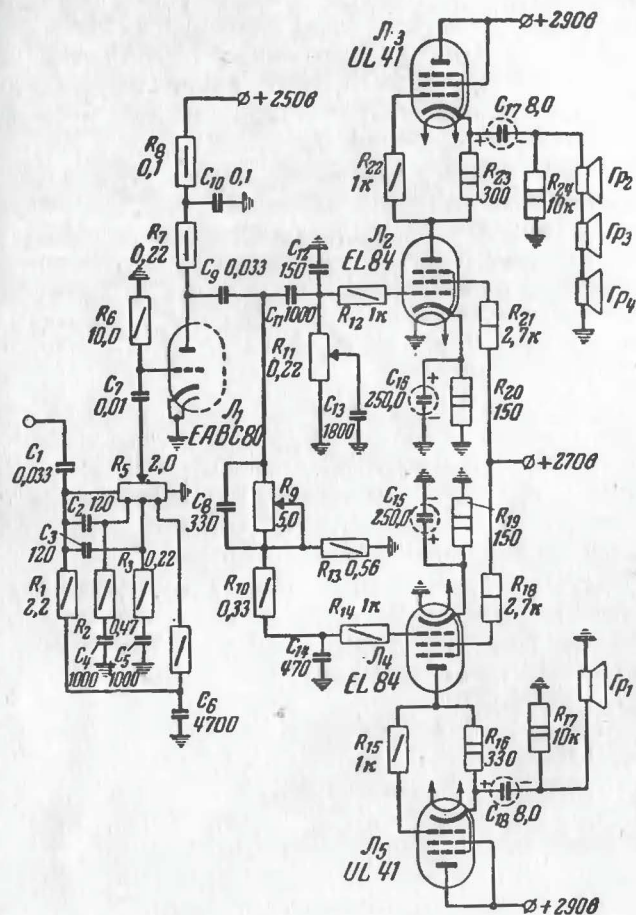 Л3
UL 41
⌀+290в
⌀+250в
R8
0,1
C10 0,1
C17 8,0
+
−
R22
1к
R23
300
R24
10к
Гр2
Гр3
Гр4
R7
0,22
C9 0,033
C12
150
Л2
EL84
C11 1000
R12 1к
R21
2,7к
R6
10,0
R11
0,22
C7
0,01
Л1
EABC80
C16
250,0
+
−
R20
150
C13
1800
C1
0,033
R5 2,0
⌀+270в
C2 120
C3
120
C8
330
R9
5,0
C15
250,0
+
R19
150
R1
2,2
R3 0,22
R13 0,56
R2
0,47
R10
0,33
R14 1к
R18
2,7к
C4
1000
C5
1000
C14
470
Л4
EL 84
C6
4700
Гр1
R17
10к
R15
1к
R16
330
+
−
C18 8,0
Л5
UL 41
⌀+290в